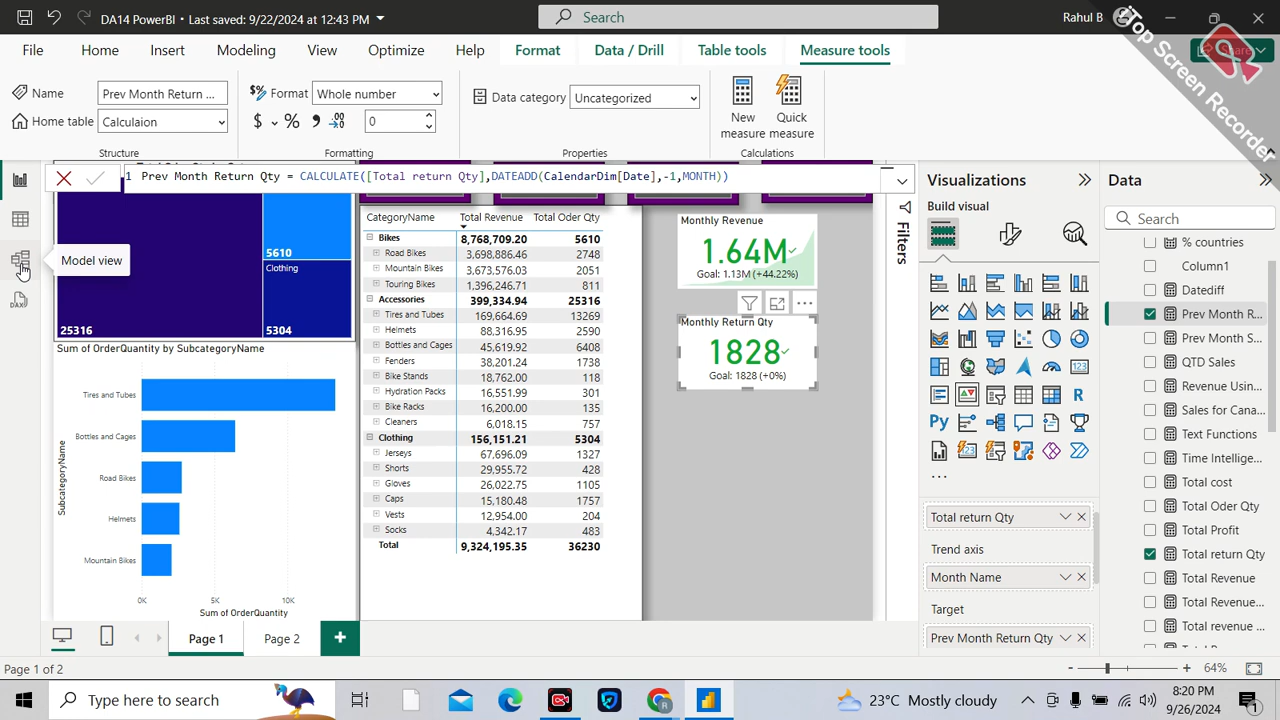 DA1 PowerBI • Last saved: 9/22/2024 at 12:43 PM
Search
Rahul B
iTop Screen Recorder
File
Home
Insert
Modeling
View
Optimize
Help
Format
Data / Drill
Table tools
Measure tools
Share
Name
Prev Month Return ...
Home table
Calculaion
Structure
Format
Whole number
$
%
0
Formatting
Data category
Uncategorized
Properties
New measure
Quick measure
Calculations
1 Prev Month Return Qty = CALCULATE([Total return Qty],DATEADD(CalendarDim[Date],-1,MONTH))
Model view
DAX
25316
5610
Clothing
5304
Sum of OrderQuantity by SubcategoryName
SubcategoryName
Tires and Tubes
Bottles and Cages
Road Bikes
Helmets
Mountain Bikes
0K 5K 10K
Sum of OrderQuantity
CategoryName Total Revenue Total Oder Qty
Bikes 8,768,709.20 5610
Road Bikes 3,698,886.46 2748
Mountain Bikes 3,673,576.03 2051
Touring Bikes 1,396,246.71 811
Accessories 399,334.94 25316
Tires and Tubes 169,664.69 13269
Helmets 88,316.95 2590
Bottles and Cages 45,619.92 6408
Fenders 38,201.24 1738
Bike Stands 18,762.00 118
Hydration Packs 16,551.99 301
Bike Racks 16,200.00 135
Cleaners 6,018.15 757
Clothing 156,151.21 5304
Jerseys 67,696.09 1327
Shorts 29,955.72 428
Gloves 26,022.75 1105
Caps 15,180.48 1757
Vests 12,954.00 204
Socks 4,342.17 483
Total 9,324,195.35 36230
Monthly Revenue
1.64M
Goal: 1.13M (+44.22%)
Monthly Return Qty
1828
Goal: 1828 (+0%)
Filters
Visualizations
Build visual
123
R
Py
...
Total return Qty
Trend axis
Month Name
Target
Prev Month Return Qty
Data
Search
% countries
Column1
Datediff
Prev Month R...
Prev Month S...
QTD Sales
Revenue Usin...
Sales for Cana...
Text Functions
Time Intellige...
Total cost
Total Oder Qty
Total Profit
Total return Qty
Total Revenue
Total Revenue...
Total revenue ...
Page 1
Page 2
Page 1 of 2
64%
Type here to search
23°C Mostly cloudy
8:20 PM
9/26/2024
1